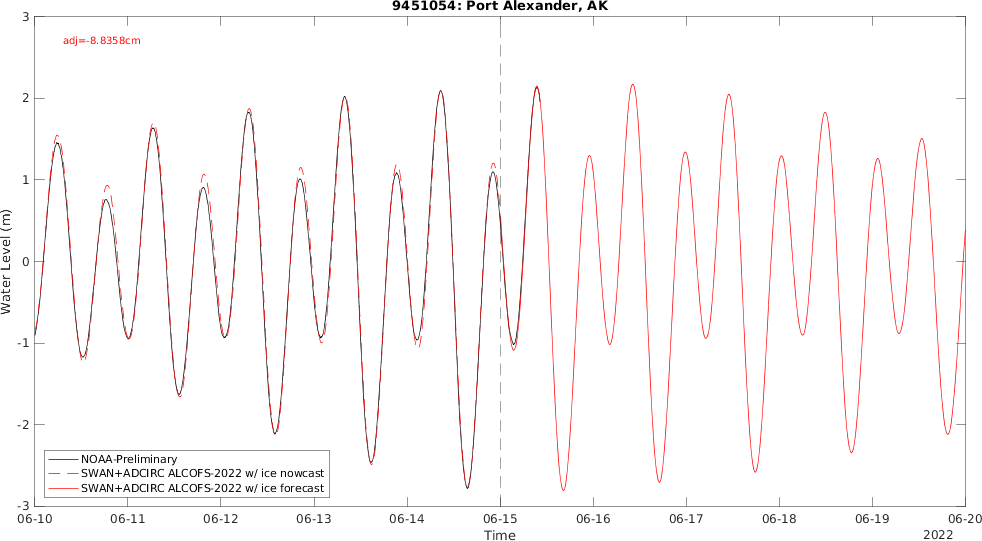 9451054: Port Alexander, AK
adj=-8.8358cm
Water Level (m)
3
2
1
0
-1
-2
-3
NOAA-Preliminary
SWAN+ADCIRC ALCOFS-2022 w/ ice nowcast
SWAN+ADCIRC ALCOFS-2022 w/ ice forecast
06-10 06-11 06-12 06-13 06-14 06-15 06-16 06-17 06-18 06-19 06-20
Time
2022